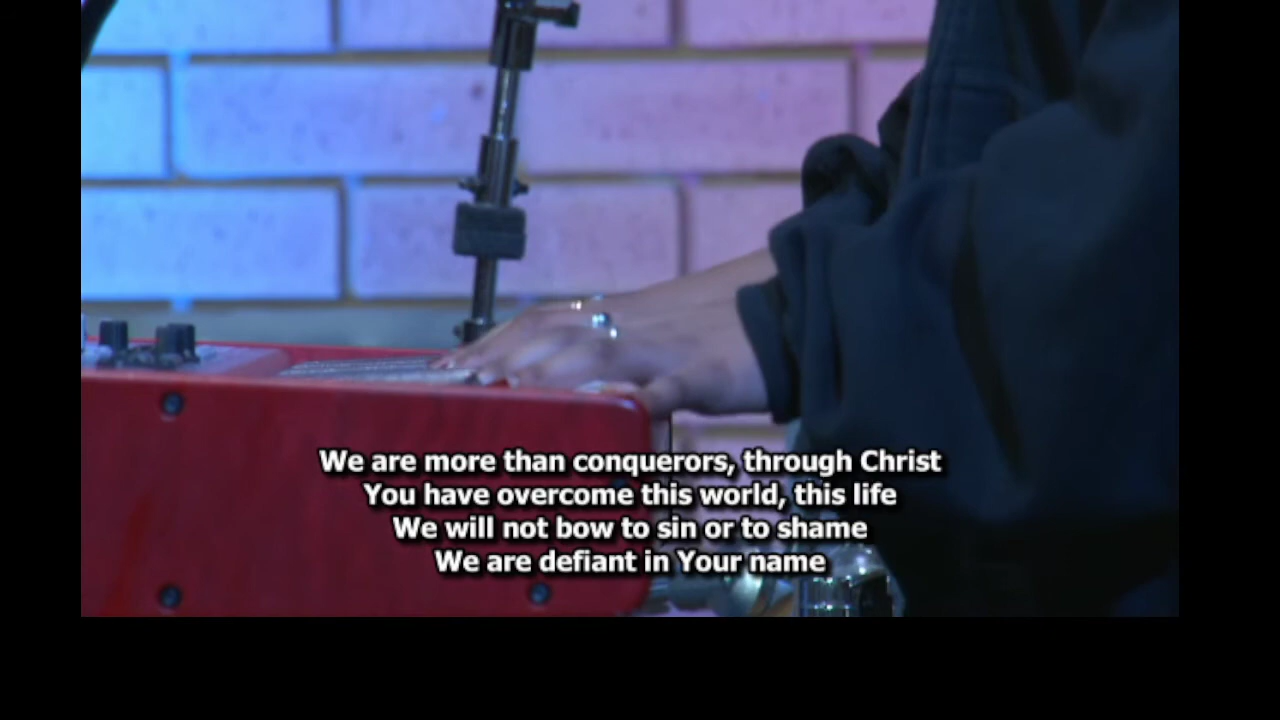 We are more than conquerors, through Christ
You have overcome this world, this life
We will not bow to sin or to shame
We are defiant in Your name